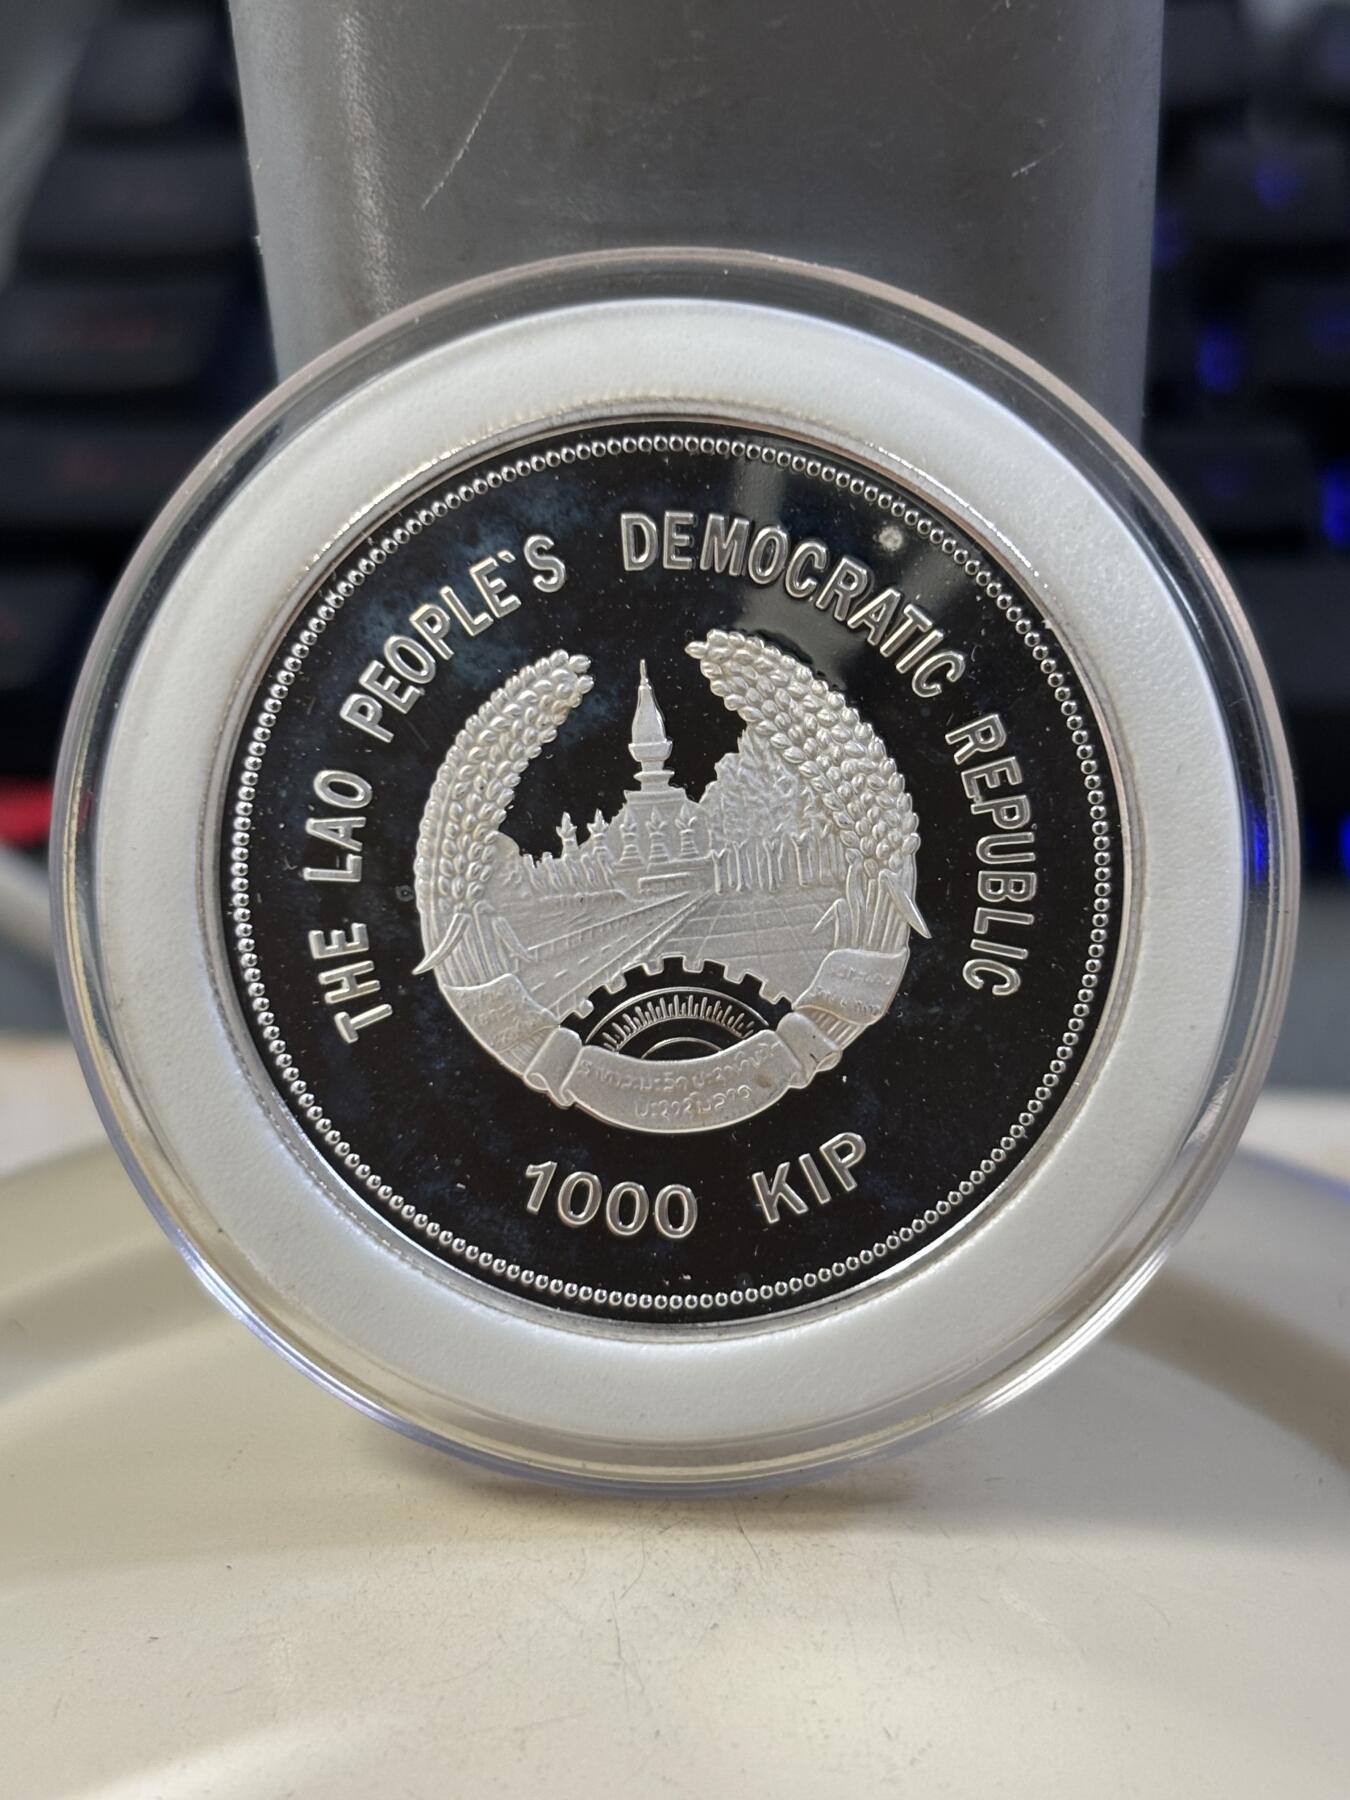 THE LAO PEOPLE'S DEMOCRATIC REPUBLIC
1000 KIP